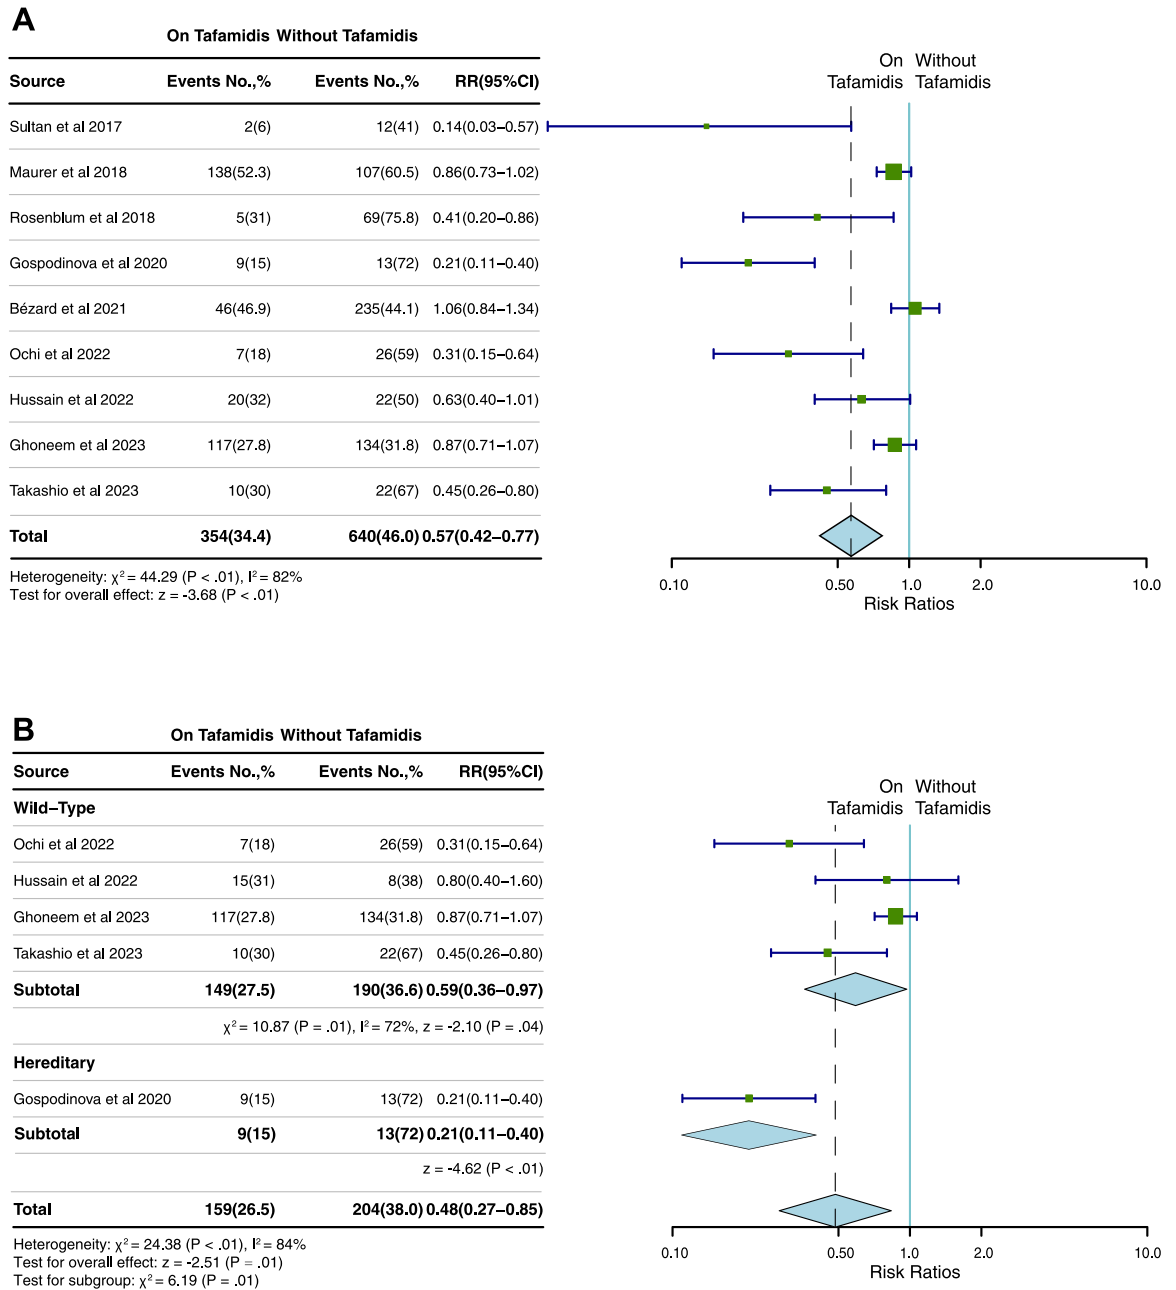 A
On Tafamidis Without Tafamidis
Source Events No.,% Events No.,% RR(95%CI)
On Without
Tafamidis Tafamidis
Sultan et al 2017 2(6) 12(41) 0.14(0.03–0.57)
Maurer et al 2018 138(52.3) 107(60.5) 0.86(0.73–1.02)
Rosenblum et al 2018 5(31) 69(75.8) 0.41(0.20–0.86)
Gospodinova et al 2020 9(15) 13(72) 0.21(0.11–0.40)
Bézard et al 2021 46(46.9) 235(44.1) 1.06(0.84–1.34)
Ochi et al 2022 7(18) 26(59) 0.31(0.15–0.64)
Hussain et al 2022 20(32) 22(50) 0.63(0.40–1.01)
Ghoneem et al 2023 117(27.8) 134(31.8) 0.87(0.71–1.07)
Takashio et al 2023 10(30) 22(67) 0.45(0.26–0.80)
Total 354(34.4) 640(46.0) 0.57(0.42–0.77)
Heterogeneity: χ² = 44.29 (P < .01), I² = 82%
Test for overall effect: z = -3.68 (P < .01)
0.10 0.50 1.0 2.0 10.0
Risk Ratios
B
On Tafamidis Without Tafamidis
Source Events No.,% Events No.,% RR(95%CI)
On Without
Tafamidis Tafamidis
Wild–Type
Ochi et al 2022 7(18) 26(59) 0.31(0.15–0.64)
Hussain et al 2022 15(31) 8(38) 0.80(0.40–1.60)
Ghoneem et al 2023 117(27.8) 134(31.8) 0.87(0.71–1.07)
Takashio et al 2023 10(30) 22(67) 0.45(0.26–0.80)
Subtotal 149(27.5) 190(36.6) 0.59(0.36–0.97)
χ² = 10.87 (P = .01), I² = 72%, z = -2.10 (P = .04)
Hereditary
Gospodinova et al 2020 9(15) 13(72) 0.21(0.11–0.40)
Subtotal 9(15) 13(72) 0.21(0.11–0.40)
z = -4.62 (P < .01)
Total 159(26.5) 204(38.0) 0.48(0.27–0.85)
Heterogeneity: χ² = 24.38 (P < .01), I² = 84%
Test for overall effect: z = -2.51 (P = .01)
Test for subgroup: χ² = 6.19 (P = .01)
0.10 0.50 1.0 2.0 10.0
Risk Ratios